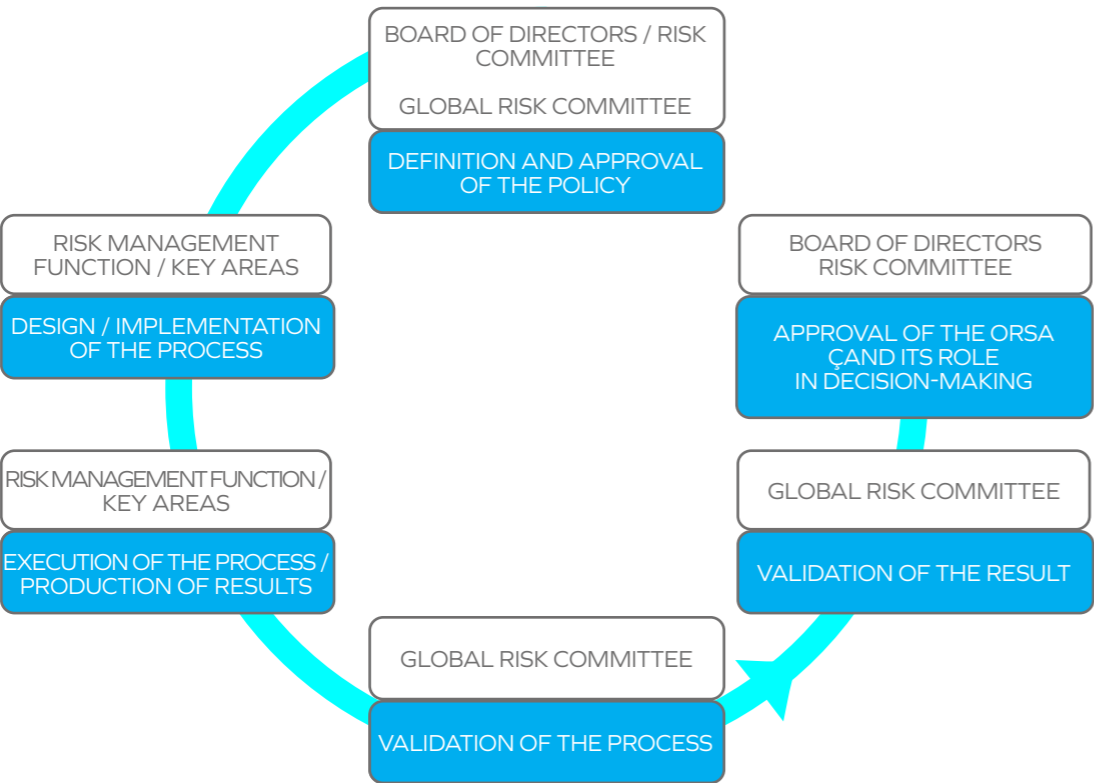 BOARD OF DIRECTORS / RISK
COMMITTEE
GLOBAL RISK COMMITTEE
DEFINITION AND APPROVAL
OF THE POLICY
RISK MANAGEMENT
FUNCTION / KEY AREAS
DESIGN / IMPLEMENTATION
OF THE PROCESS
RISK MANAGEMENT FUNCTION /
KEY AREAS
EXECUTION OF THE PROCESS /
PRODUCTION OF RESULTS
GLOBAL RISK COMMITTEE
VALIDATION OF THE PROCESS
GLOBAL RISK COMMITTEE
VALIDATION OF THE RESULT
BOARD OF DIRECTORS
RISK COMMITTEE
APPROVAL OF THE ORSA
ÇAND ITS ROLE
IN DECISION-MAKING